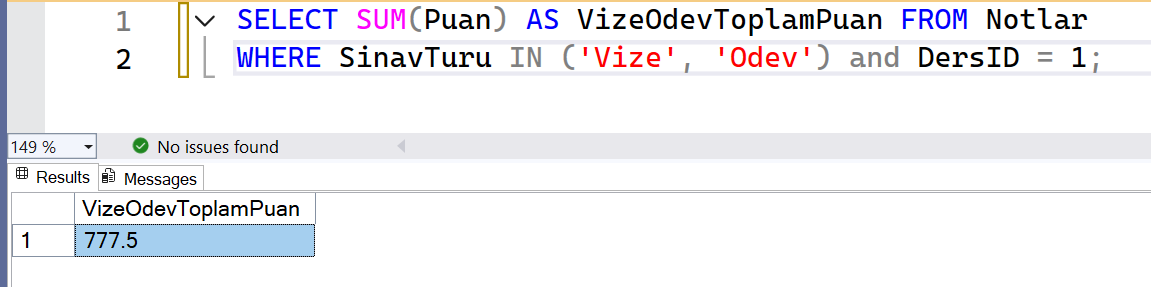 1 SELECT SUM(Puan) AS VizeOdevToplamPuan FROM Notlar
2 WHERE SinavTuru IN ('Vize', 'Odev') and DersID = 1;
149 % No issues found
Results Messages
VizeOdevToplamPuan
1 777.5